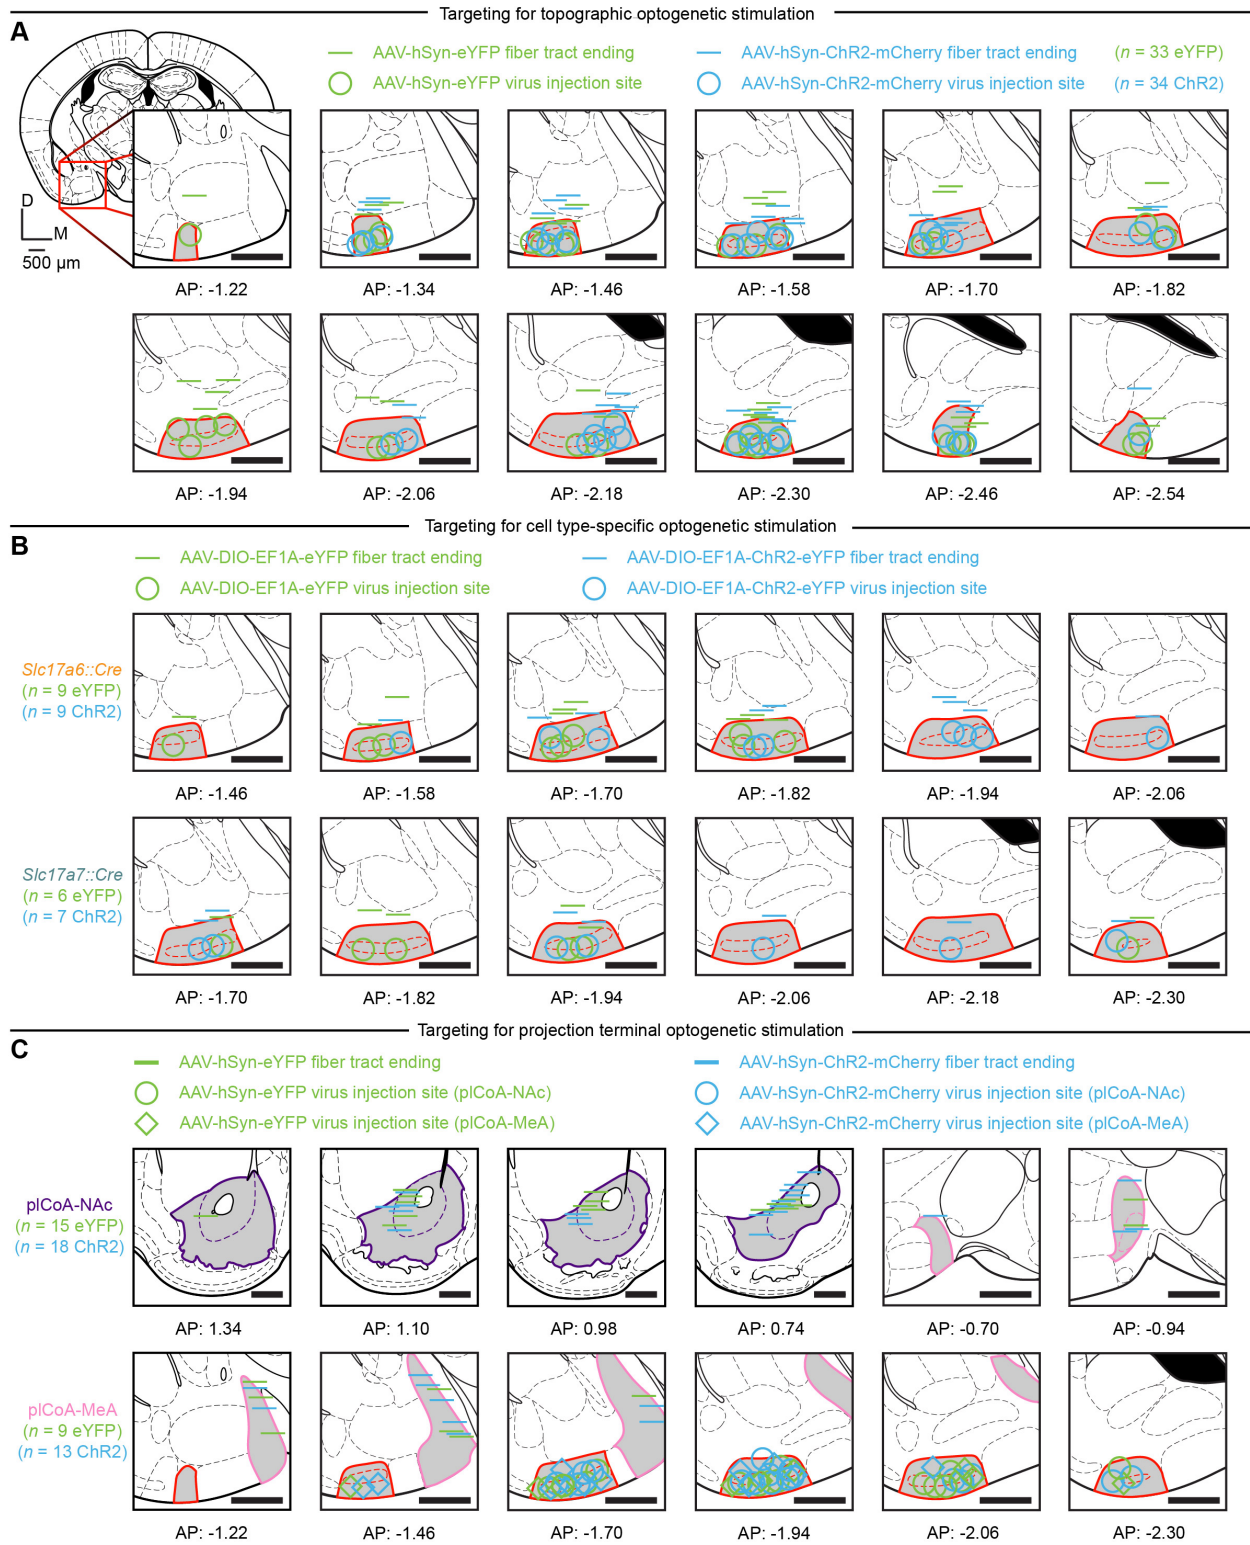 Targeting for topographic optogenetic stimulation
A
AAV-hSyn-eYFP fiber tract ending
AAV-hSyn-ChR2-mCherry fiber tract ending
(n = 33 eYFP)
AAV-hSyn-eYFP virus injection site
AAV-hSyn-ChR2-mCherry virus injection site
(n = 34 ChR2)
D
M
500 µm
AP: -1.22
AP: -1.34
AP: -1.46
AP: -1.58
AP: -1.70
AP: -1.82
AP: -1.94
AP: -2.06
AP: -2.18
AP: -2.30
AP: -2.46
AP: -2.54
Targeting for cell type-specific optogenetic stimulation
B
AAV-DIO-EF1A-eYFP fiber tract ending
AAV-DIO-EF1A-ChR2-eYFP fiber tract ending
AAV-DIO-EF1A-eYFP virus injection site
AAV-DIO-EF1A-ChR2-eYFP virus injection site
Slc17a6::Cre
(n = 9 eYFP)
(n = 9 ChR2)
AP: -1.46
AP: -1.58
AP: -1.70
AP: -1.82
AP: -1.94
AP: -2.06
Slc17a7::Cre
(n = 6 eYFP)
(n = 7 ChR2)
AP: -1.70
AP: -1.82
AP: -1.94
AP: -2.06
AP: -2.18
AP: -2.30
Targeting for projection terminal optogenetic stimulation
C
AAV-hSyn-eYFP fiber tract ending
AAV-hSyn-ChR2-mCherry fiber tract ending
AAV-hSyn-eYFP virus injection site (plCoA-NAc)
AAV-hSyn-ChR2-mCherry virus injection site (plCoA-NAc)
AAV-hSyn-eYFP virus injection site (plCoA-MeA)
AAV-hSyn-ChR2-mCherry virus injection site (plCoA-MeA)
plCoA-NAc
(n = 15 eYFP)
(n = 18 ChR2)
AP: 1.34
AP: 1.10
AP: 0.98
AP: 0.74
AP: -0.70
AP: -0.94
plCoA-MeA
(n = 9 eYFP)
(n = 13 ChR2)
AP: -1.22
AP: -1.46
AP: -1.70
AP: -1.94
AP: -2.06
AP: -2.30